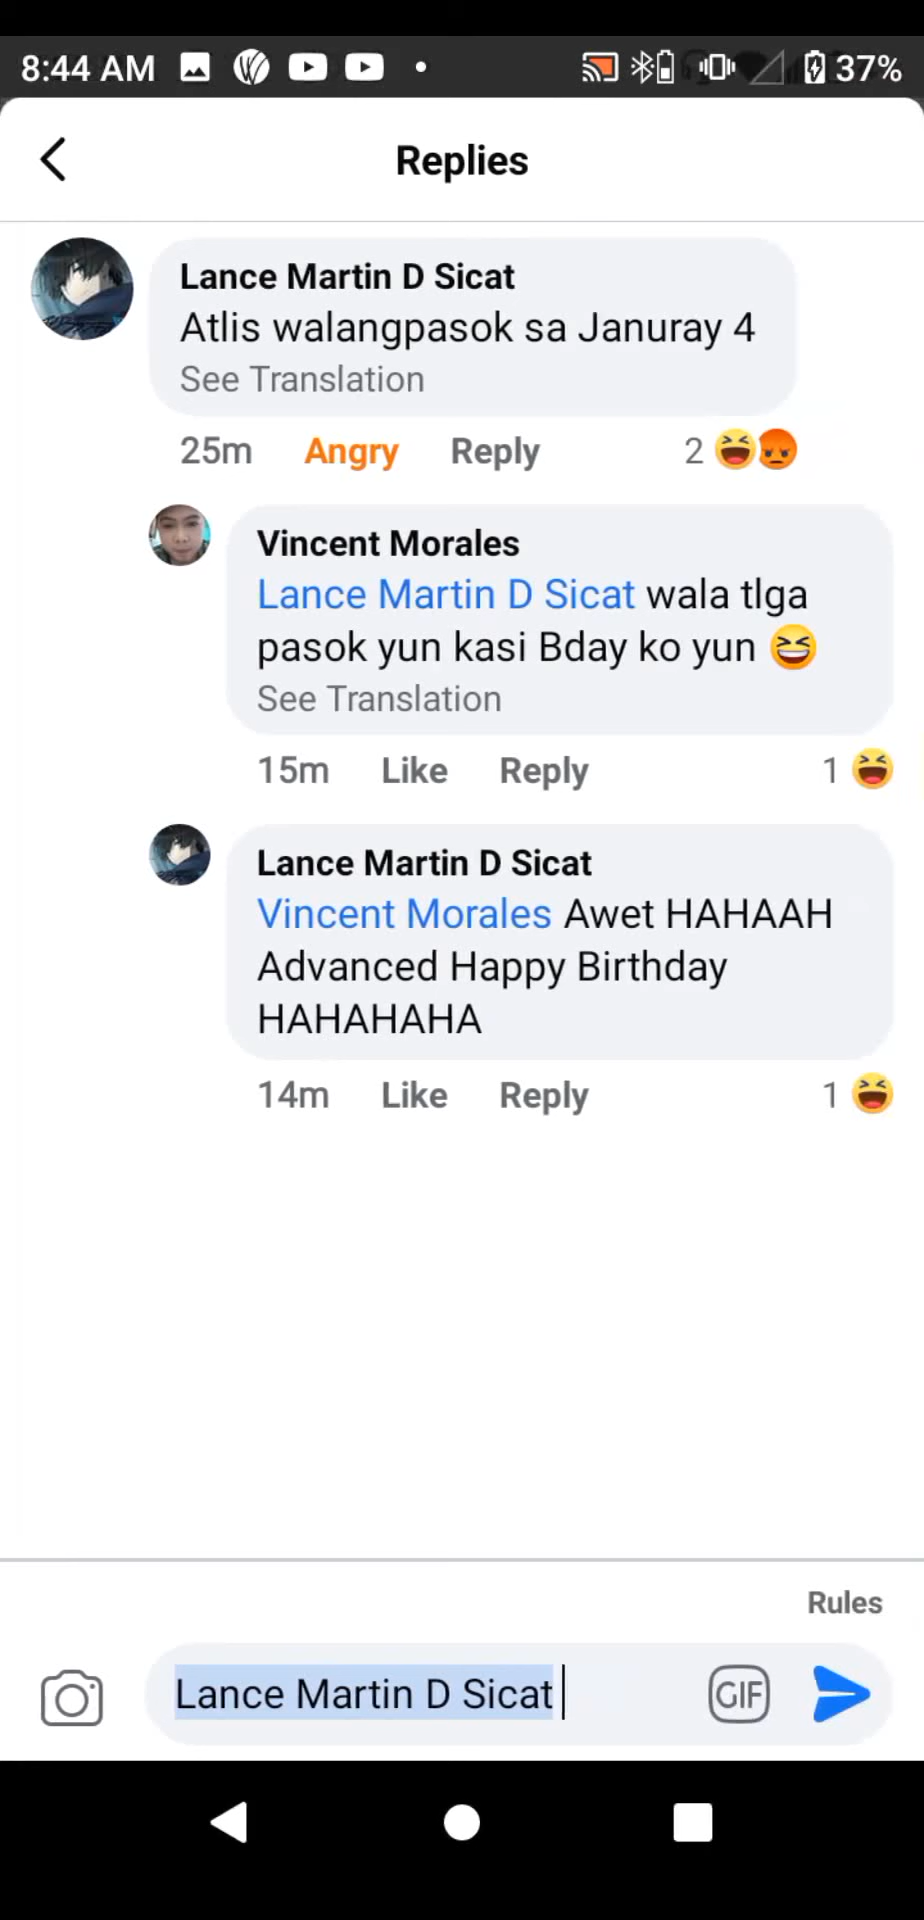 8:44 AM 37%
Replies
Lance Martin D Sicat
Atlis walangpasok sa Januray 4
See Translation
25m Angry Reply 2
Vincent Morales
Lance Martin D Sicat wala tlga
pasok yun kasi Bday ko yun 😆
See Translation
15m Like Reply 1
Lance Martin D Sicat
Vincent Morales Awet HAHAAH
Advanced Happy Birthday
HAHAHAHA
14m Like Reply 1
Rules
Lance Martin D Sicat GIF